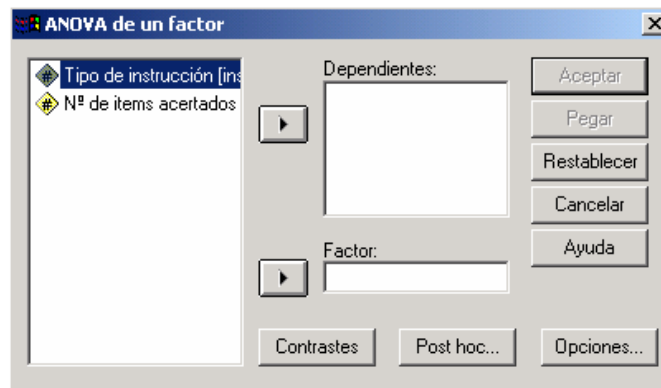 ANOVA de un factor
Tipo de instrucción [ins
Nº de items acertados
Dependientes:
Factor:
Aceptar
Pegar
Restablecer
Cancelar
Ayuda
Contrastes
Post hoc...
Opciones...